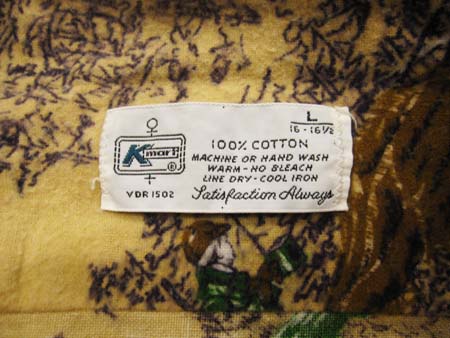 L
16 - 16½
100% COTTON
Kmart ®
MACHINE OR HAND WASH
WARM - NO BLEACH
LINE DRY - COOL IRON
VDR 1502
Satisfaction Always